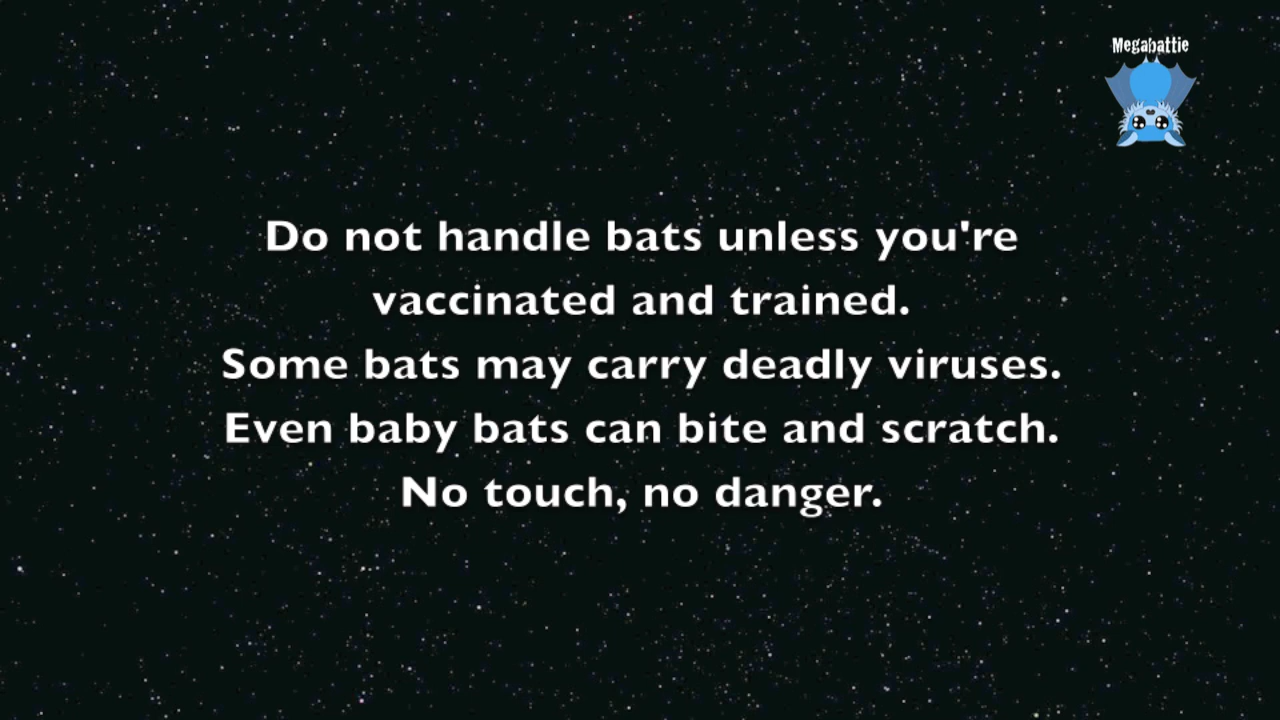 Megabattie
Do not handle bats unless you're
vaccinated and trained.
Some bats may carry deadly viruses.
Even baby bats can bite and scratch.
No touch, no danger.